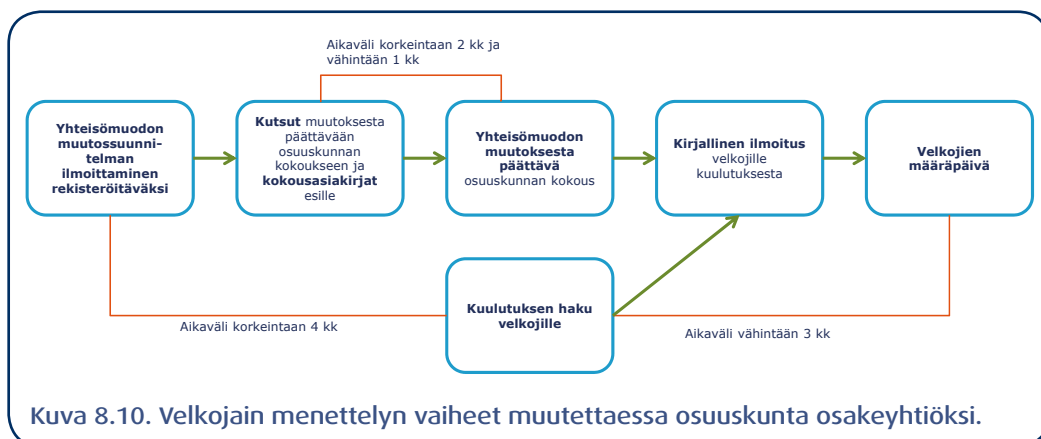 Aikaväli korkeintaan 2 kk ja
vähintään 1 kk
Yhteisömuodon
muutossuunni-
telman
ilmoittaminen
rekisteröitäväksi
Kutsut muutoksesta
päättävään
osuuskunnan
kokoukseen ja
kokousasiakirjat
esille
Yhteisömuodon
muutoksesta
päättävä
osuuskunnan kokous
Kirjallinen ilmoitus
velkojille
kuulutuksesta
Velkojien
määräpäivä
Kuulutuksen haku
velkojille
Aikaväli korkeintaan 4 kk
Aikaväli vähintään 3 kk
Kuva 8.10. Velkojain menettelyn vaiheet muutettaessa osuuskunta osakeyhtiöksi.